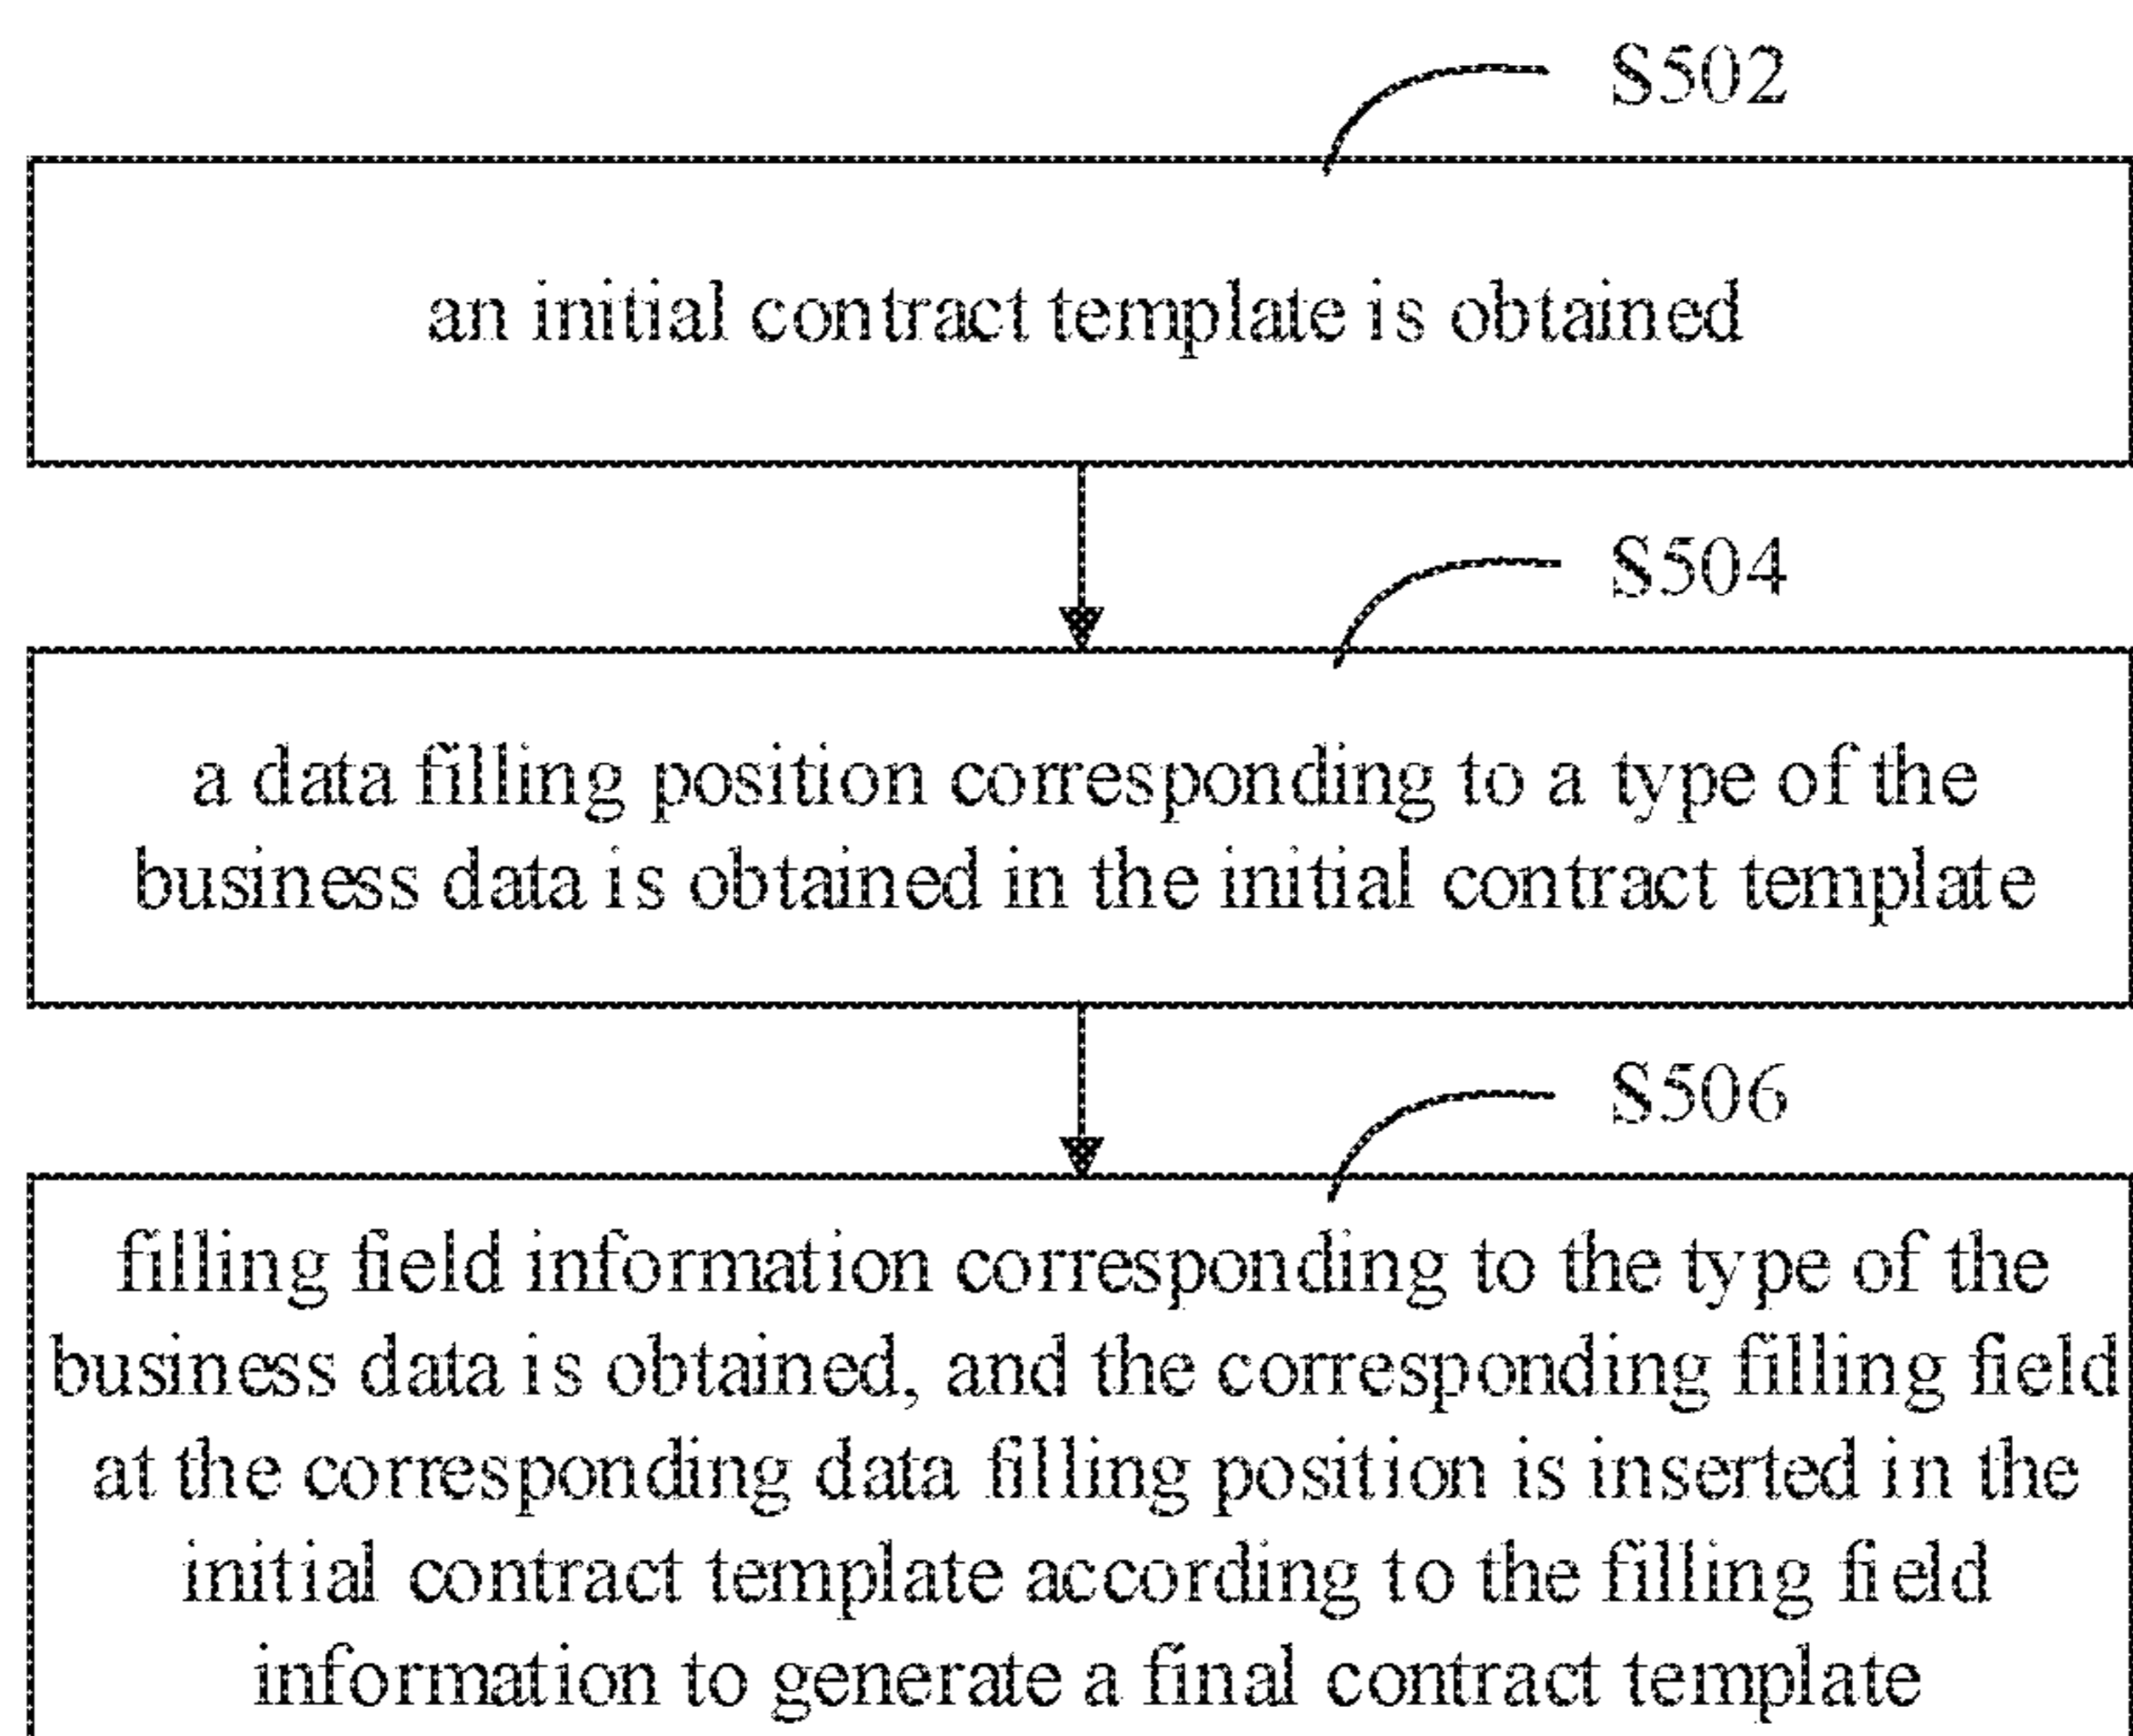 S502
an initial contract template is obtained
S504
a data filling position corresponding to a type of the
business data is obtained in the initial contract template
S506
filling field information corresponding to the type of the
business data is obtained, and the corresponding filling field
at the corresponding data filling position is inserted in the
initial contract template according to the filling field
information to generate a final contract template